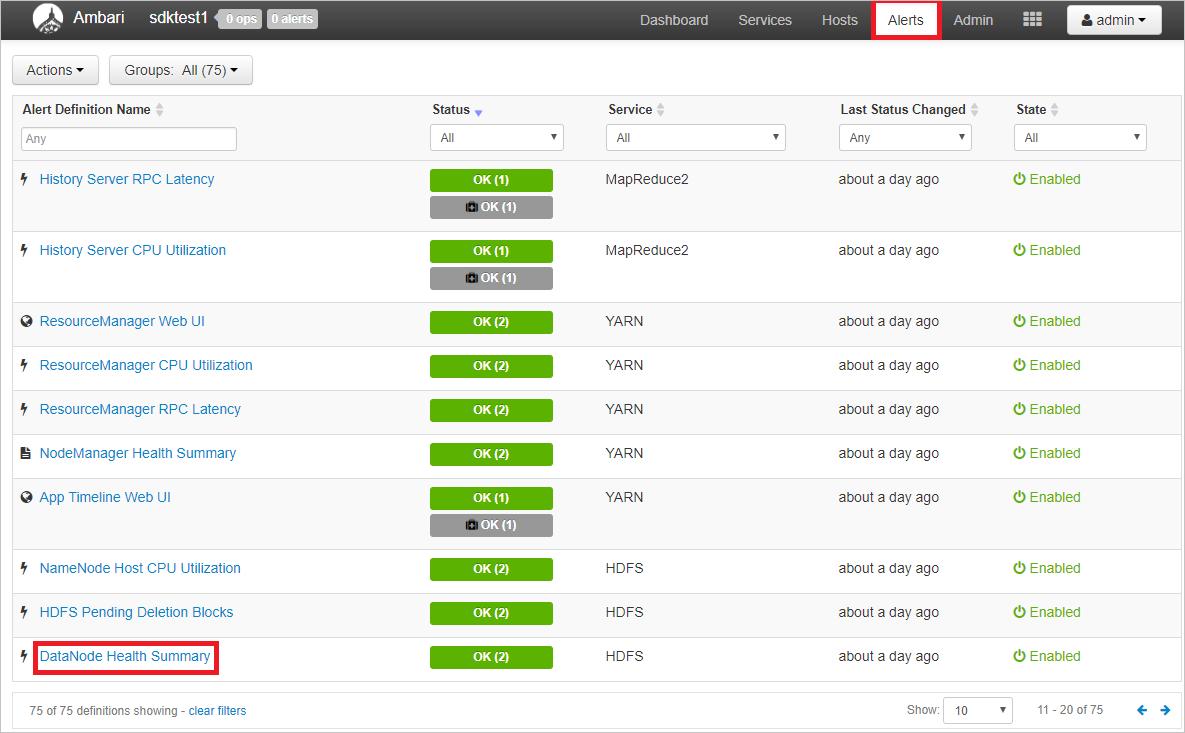 Ambari sdktest1 0 ops 0 alerts Dashboard Services Hosts Alerts Admin admin
Actions Groups: All (75)
Alert Definition Name Status Service Last Status Changed State
Any All All Any All
History Server RPC Latency OK (1) MapReduce2 about a day ago Enabled
OK (1)
History Server CPU Utilization OK (1) MapReduce2 about a day ago Enabled
OK (1)
ResourceManager Web UI OK (2) YARN about a day ago Enabled
ResourceManager CPU Utilization OK (2) YARN about a day ago Enabled
ResourceManager RPC Latency OK (2) YARN about a day ago Enabled
NodeManager Health Summary OK (2) YARN about a day ago Enabled
App Timeline Web UI OK (1) YARN about a day ago Enabled
OK (1)
NameNode Host CPU Utilization OK (2) HDFS about a day ago Enabled
HDFS Pending Deletion Blocks OK (2) HDFS about a day ago Enabled
DataNode Health Summary OK (2) HDFS about a day ago Enabled
75 of 75 definitions showing - clear filters Show: 10 11 - 20 of 75